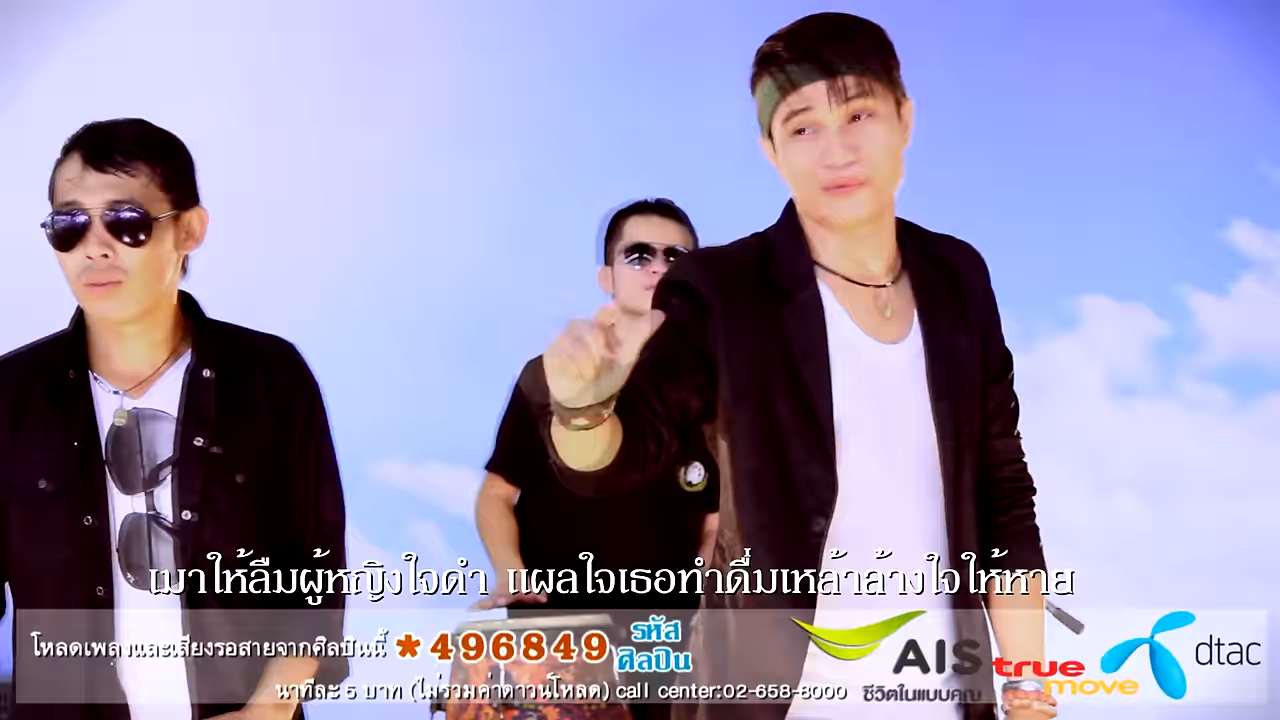 เมาให้ลืมผู้หญิงใจดำ แผลใจเธอทำดื่มเหล้าล้างใจให้หาย
โหลดเพลงและเสียงรอสายจากศิลปินนี้ *496849 รหัสศิลปิน
AIS
ชีวิตในแบบคุณ
true move
dtac
นาทีละ 5 บาท (ไม่รวมค่าดาวน์โหลด) call center:02-658-8000